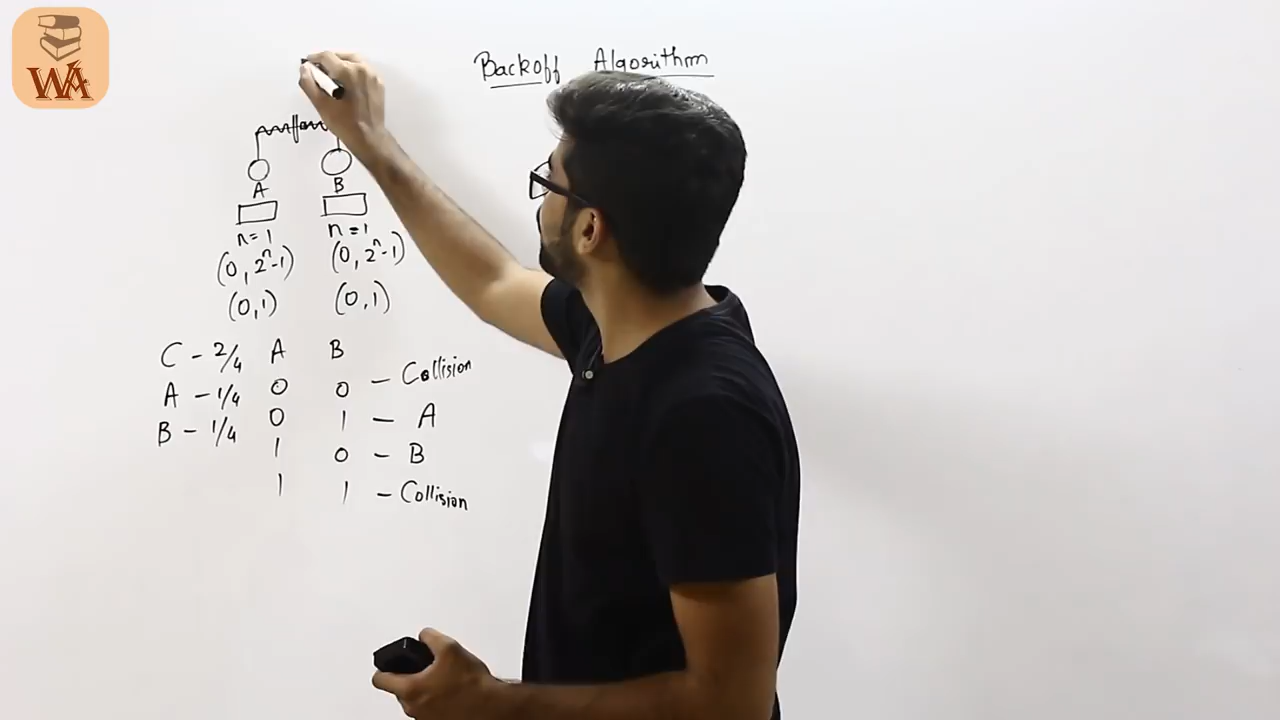 WA
Backoff Algorithm
A B
n=1 n=1
(0, 2ⁿ-1) (0, 2ⁿ-1)
(0,1) (0,1)
C - 2/4 A B
A - 1/4 0 0 - Collision
B - 1/4 0 1 - A
1 0 - B
1 1 - Collision